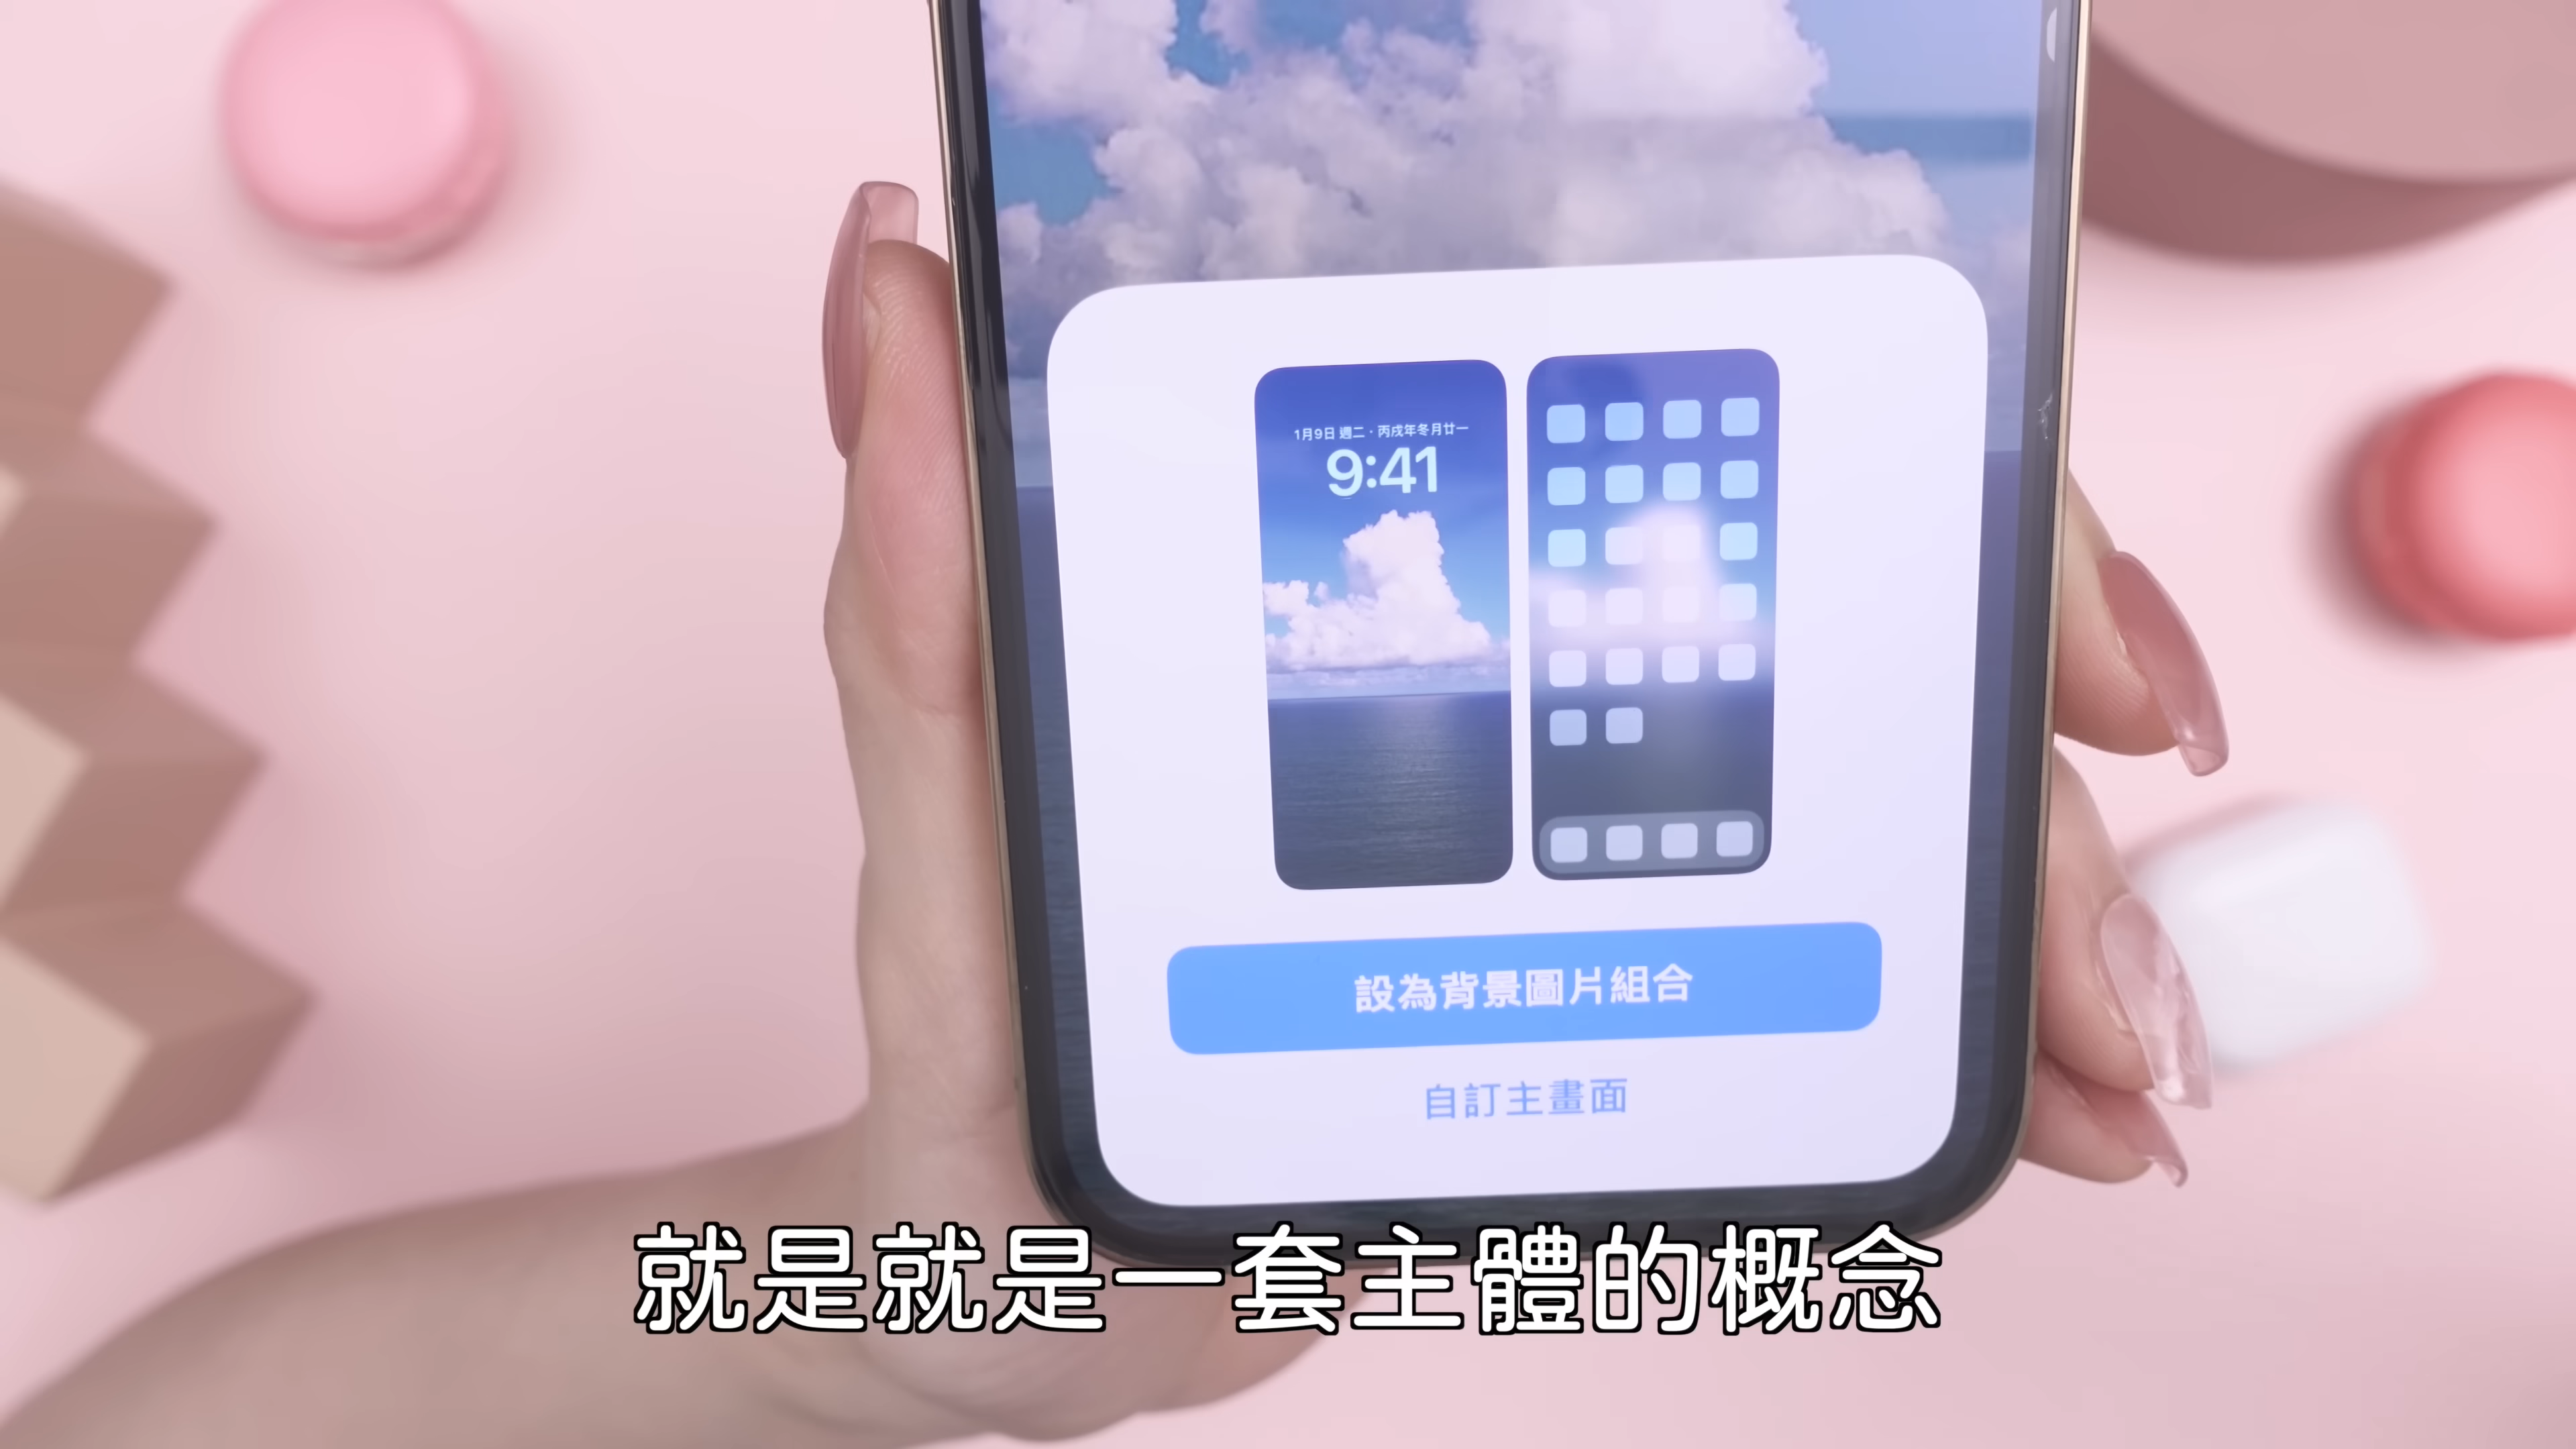 1月9日 週二・丙戌年冬月廿一
9:41
設為背景圖片組合
自訂主畫面
就是就是一套主體的概念